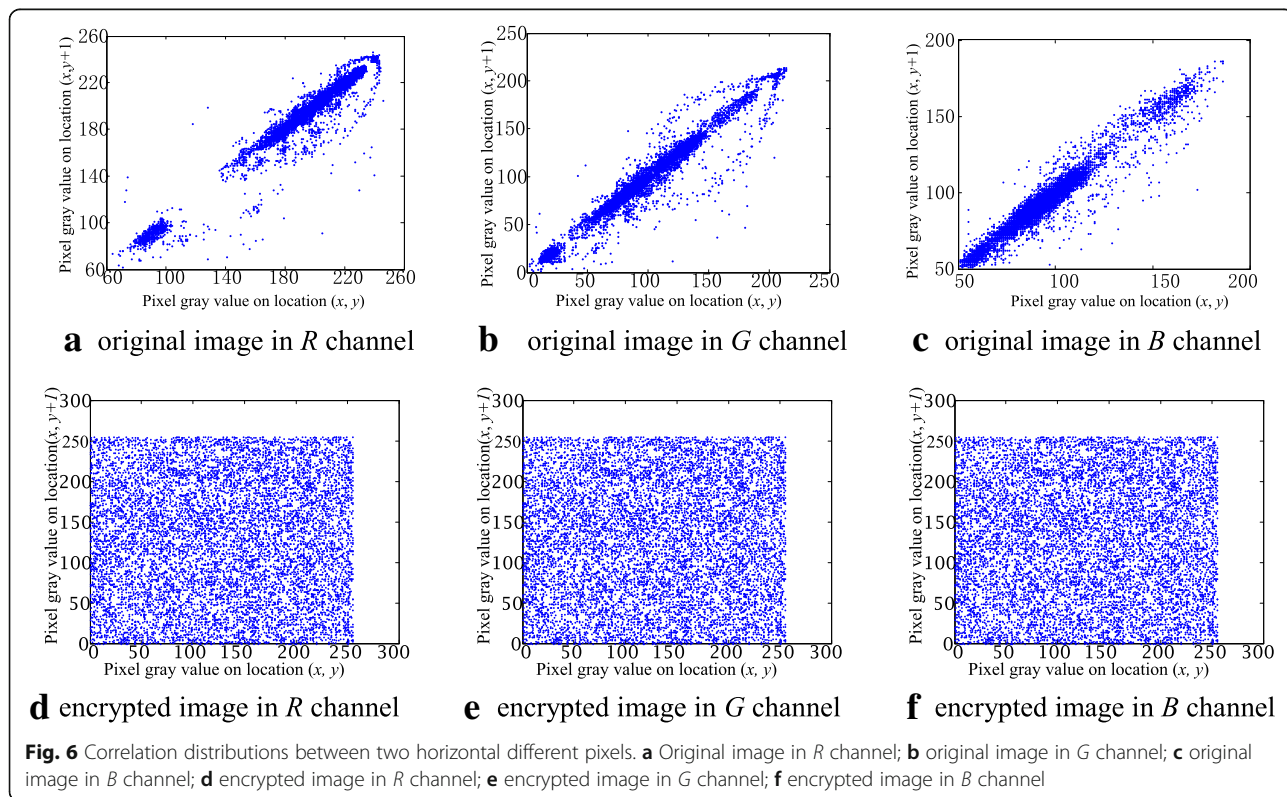 260
220
180
140
100
60
60 100 140 180 220 260
Pixel gray value on location (x,y+1)
Pixel gray value on location (x, y)
a original image in R channel
250
200
150
100
50
0
0 50 100 150 200 250
Pixel gray value on location (x, y+1)
Pixel gray value on location (x, y)
b original image in G channel
200
150
100
50
50 100 150 200
Pixel gray value on location (x, y+1)
Pixel gray value on location (x, y)
c original image in B channel
300
250
200
150
100
50
0
0 50 100 150 200 250 300
Pixel gray value on location(x, y+1)
Pixel gray value on location (x, y)
d encrypted image in R channel
300
250
200
150
100
50
0
0 50 100 150 200 250 300
Pixel gray value on location(x, y+1)
Pixel gray value on location (x, y)
e encrypted image in G channel
300
250
200
150
100
50
0
0 50 100 150 200 250 300
Pixel gray value on location(x, y+1)
Pixel gray value on location (x, y)
f encrypted image in B channel
Fig. 6 Correlation distributions between two horizontal different pixels. a Original image in R channel; b original image in G channel; c original
image in B channel; d encrypted image in R channel; e encrypted image in G channel; f encrypted image in B channel